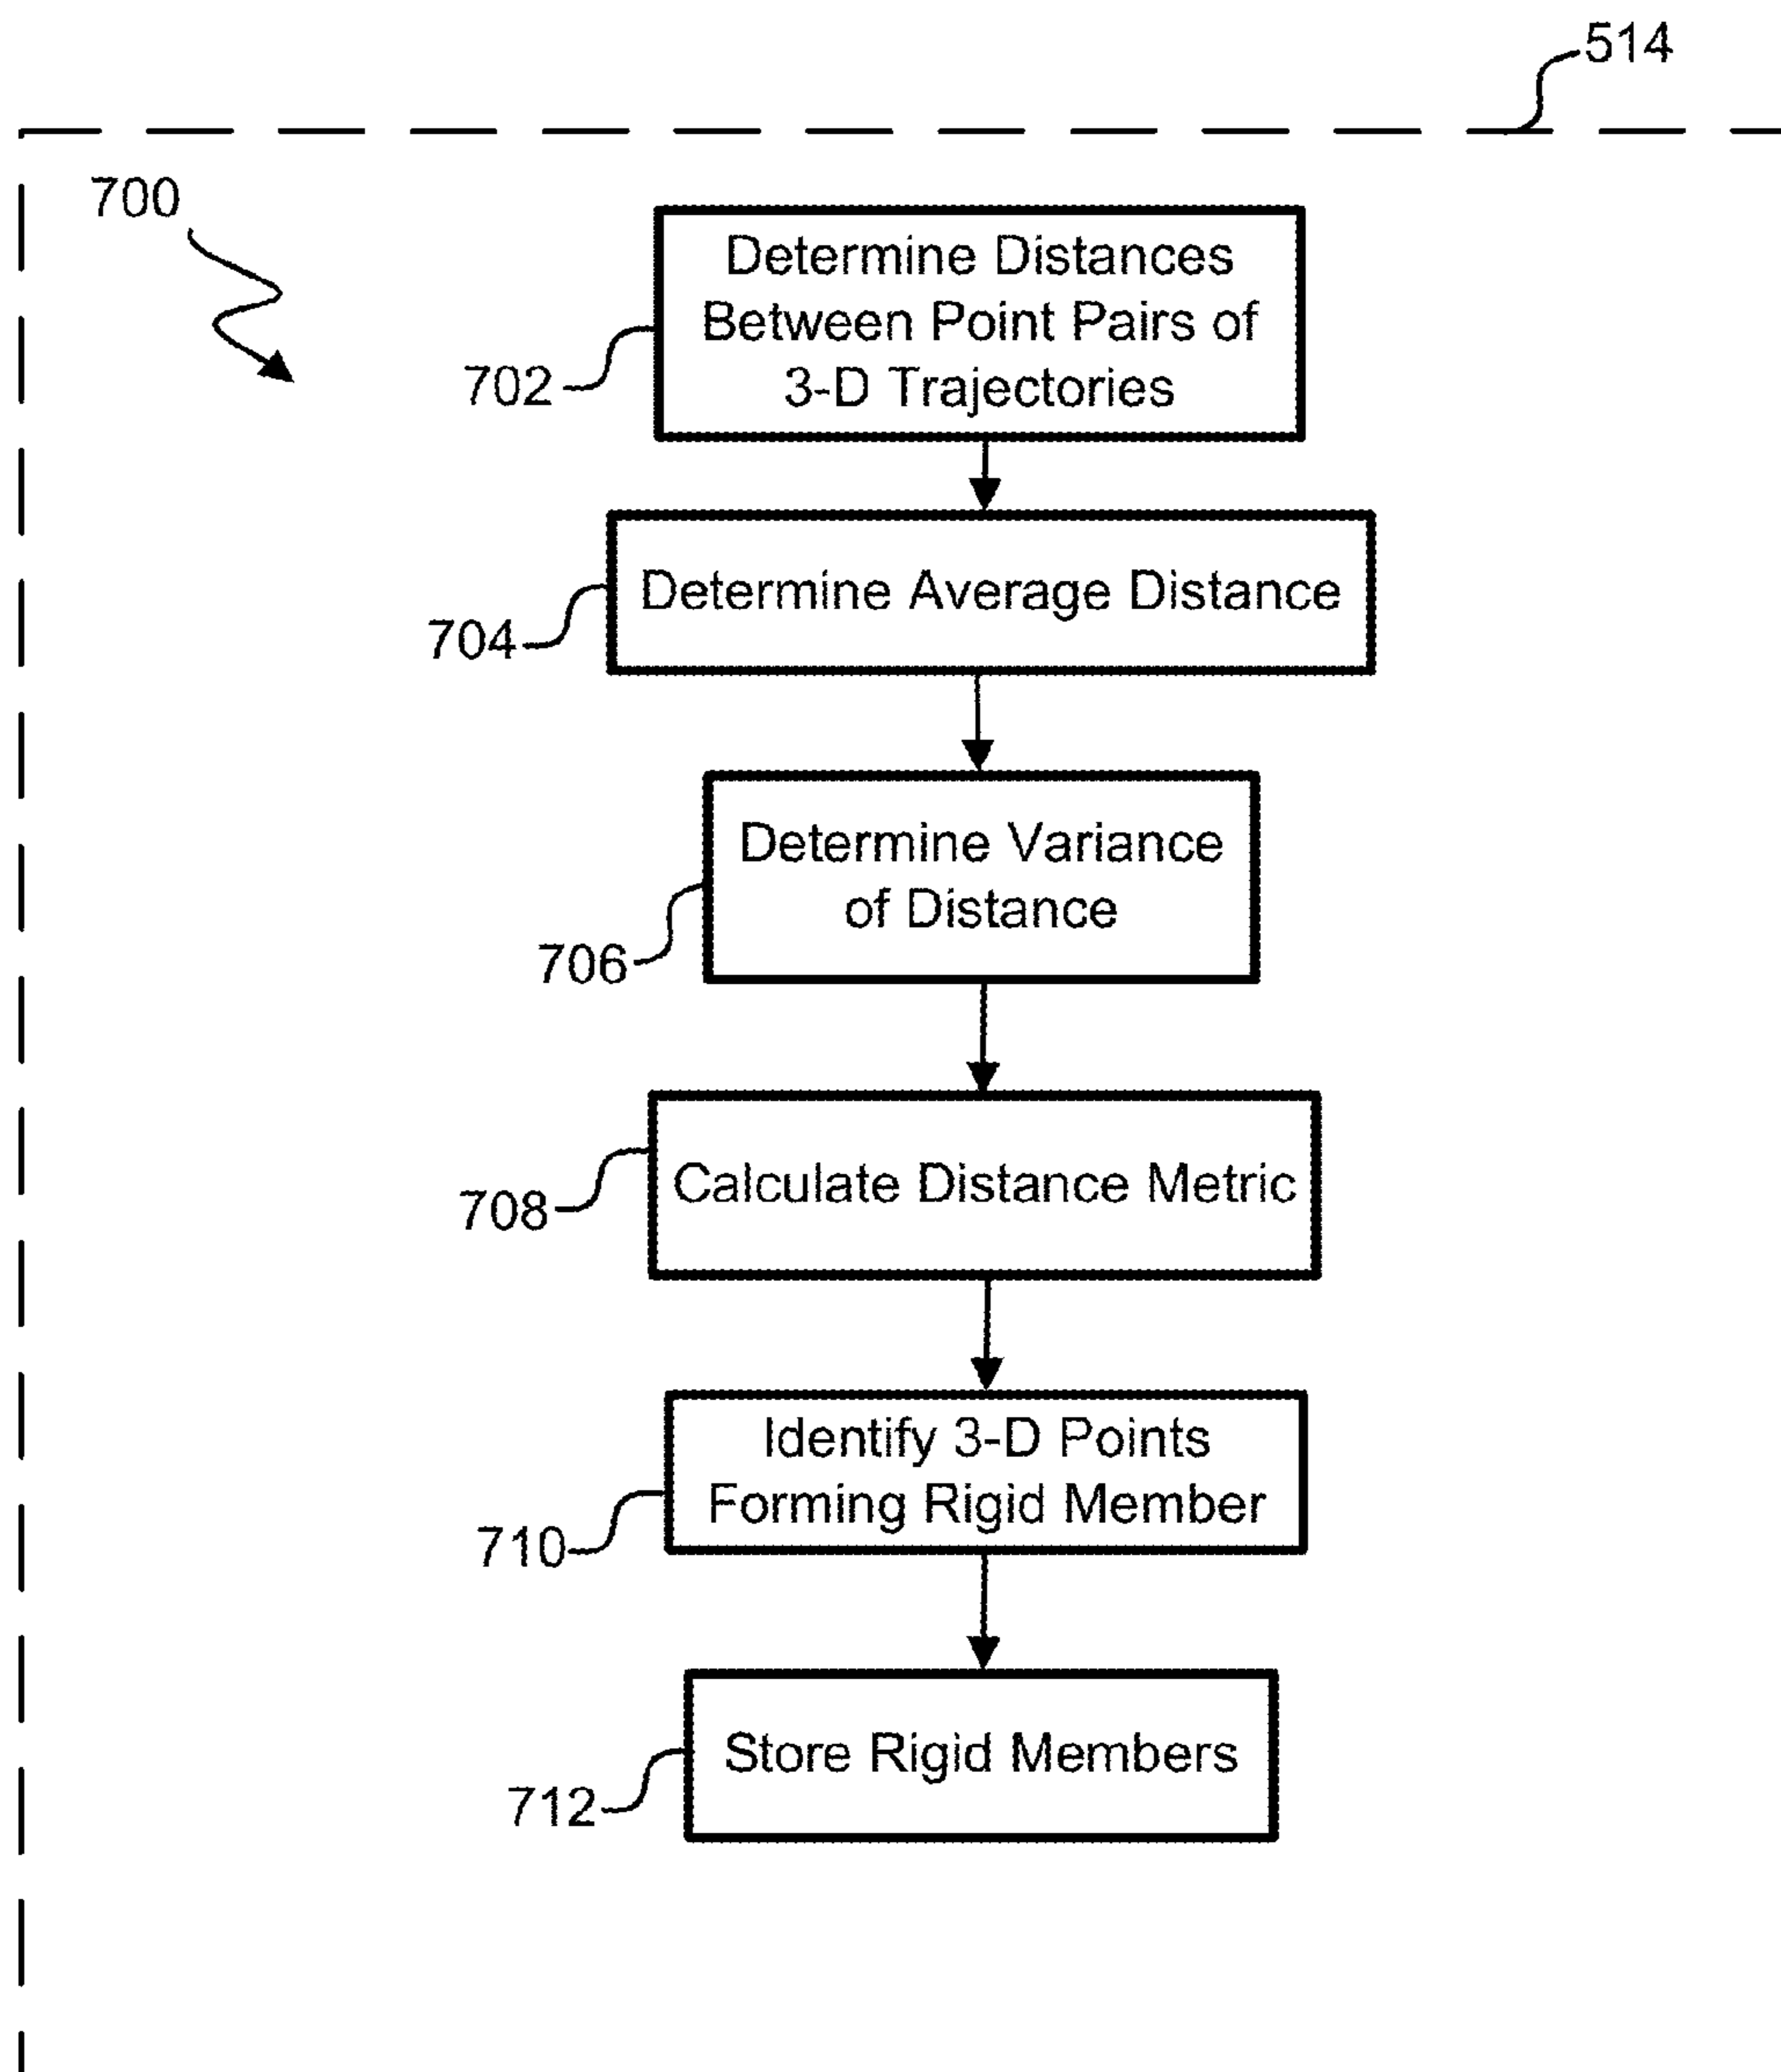 514
700
Determine Distances
Between Point Pairs of
3-D Trajectories
702
Determine Average Distance
704
Determine Variance
of Distance
706
Calculate Distance Metric
708
Identify 3-D Points
Forming Rigid Member
710
Store Rigid Members
712